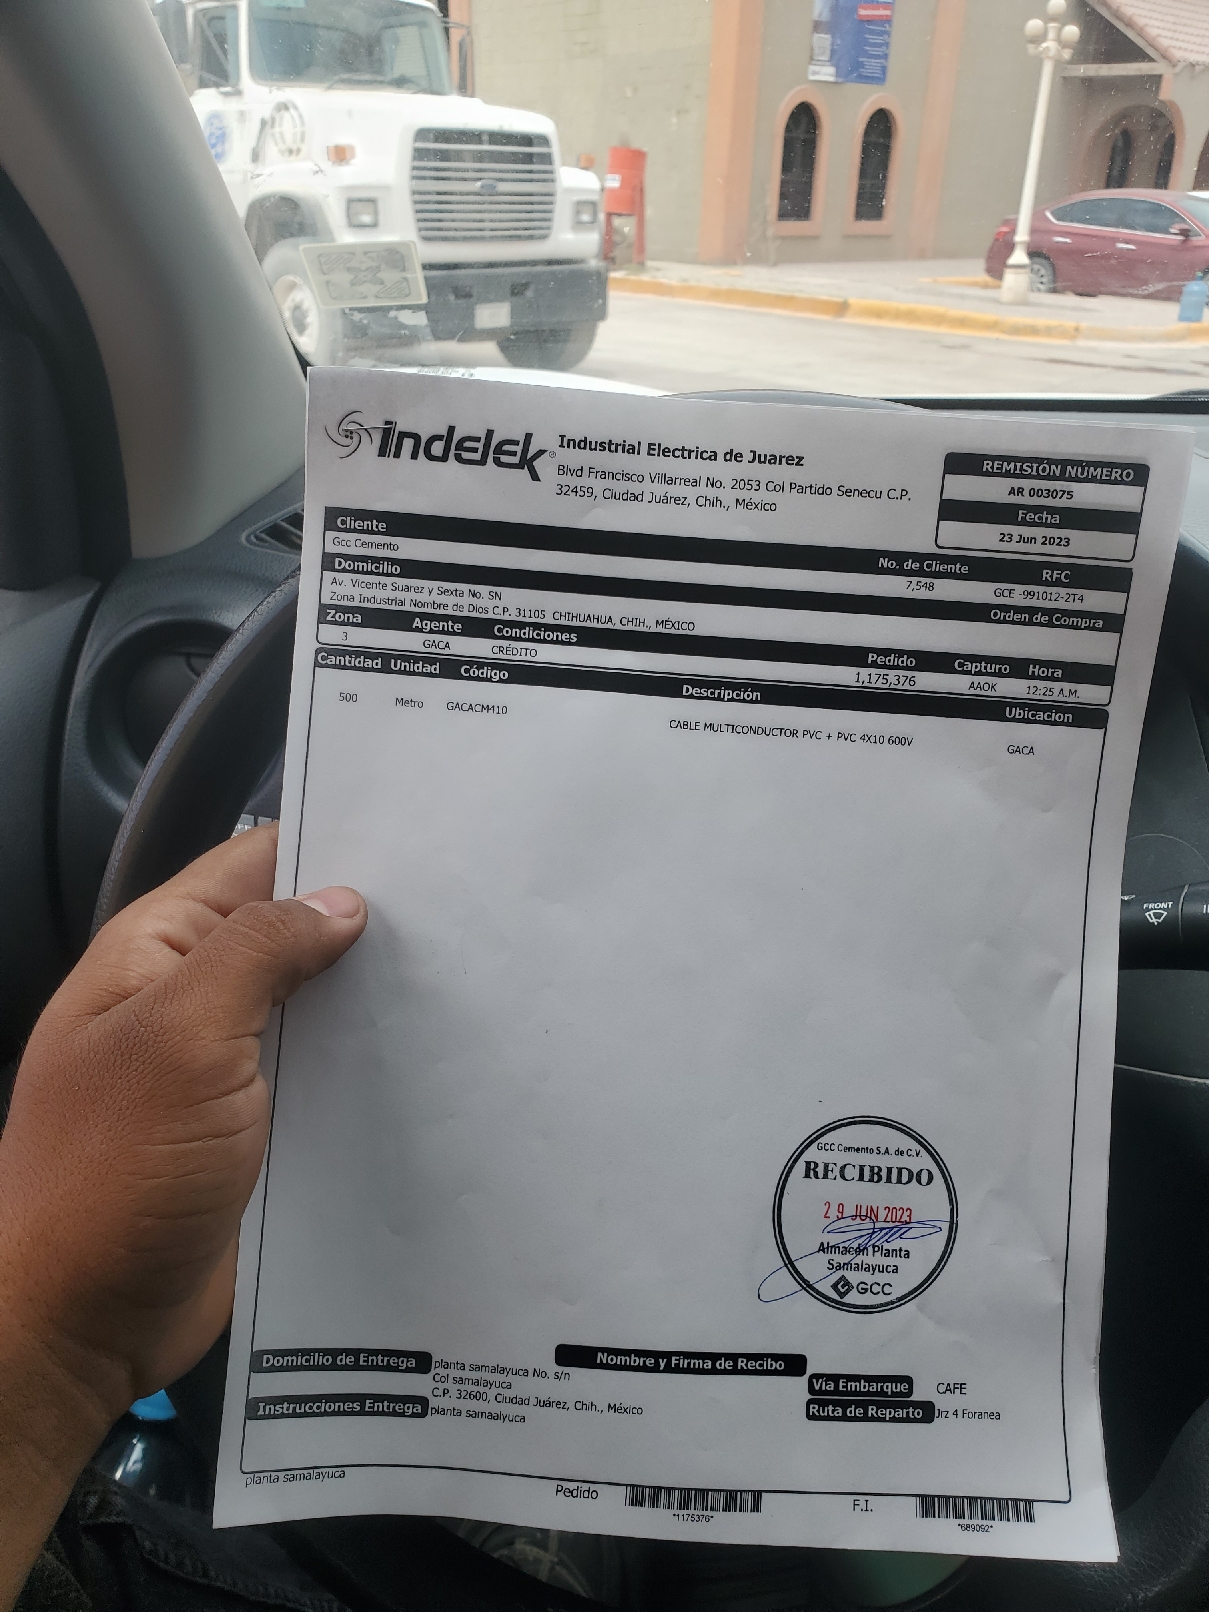 indelek®
Industrial Electrica de Juarez
Blvd Francisco Villarreal No. 2053 Col Partido Senecu C.P.
32459, Ciudad Juárez, Chih., México
REMISIÓN NÚMERO
AR 003075
Fecha
23 Jun 2023
Cliente
No. de Cliente RFC
Gcc Cemento
7,548 GCE -991012-2T4
Domicilio
Orden de Compra
Av. Vicente Suarez y Sexta No. SN
Zona Industrial Nombre de Dios C.P. 31105 CHIHUAHUA, CHIH., MÉXICO
Zona Agente Condiciones Pedido Capturo Hora
3 GACA CRÉDITO 1,175,376 AAOK 12:25 A.M.
Cantidad Unidad Código Descripción Ubicacion
500 Metro GACACM410 CABLE MULTICONDUCTOR PVC + PVC 4X10 600V GACA
GCC Cemento S.A. de C.V.
RECIBIDO
29 JUN 2023
Almacén Planta
Samalayuca
GCC
Nombre y Firma de Recibo
Domicilio de Entrega planta samalayuca No. s/n
Col samalayuca
C.P. 32600, Ciudad Juárez, Chih., México
Instrucciones Entrega planta samaalyuca
Vía Embarque CAFE
Ruta de Reparto Jrz 4 Foranea
planta samalayuca
Pedido
*1175376*
F.I.
*689092*
FRONT